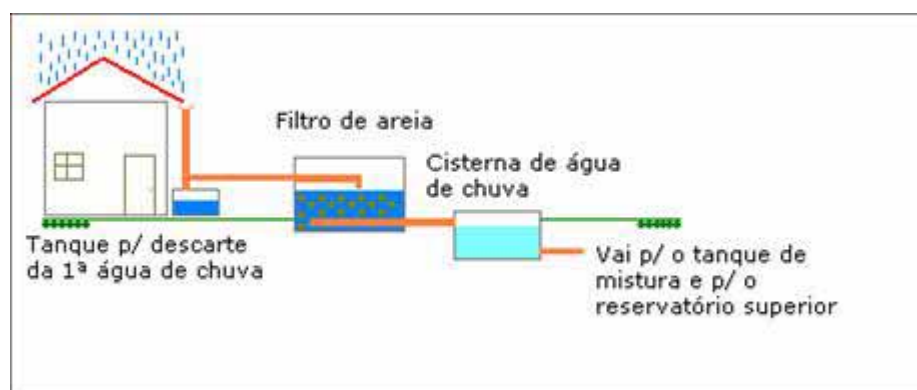 Filtro de areia
Cisterna de água
de chuva
Tanque p/ descarte
da 1ª água de chuva
Vai p/ o tanque de
mistura e p/ o
reservatório superior